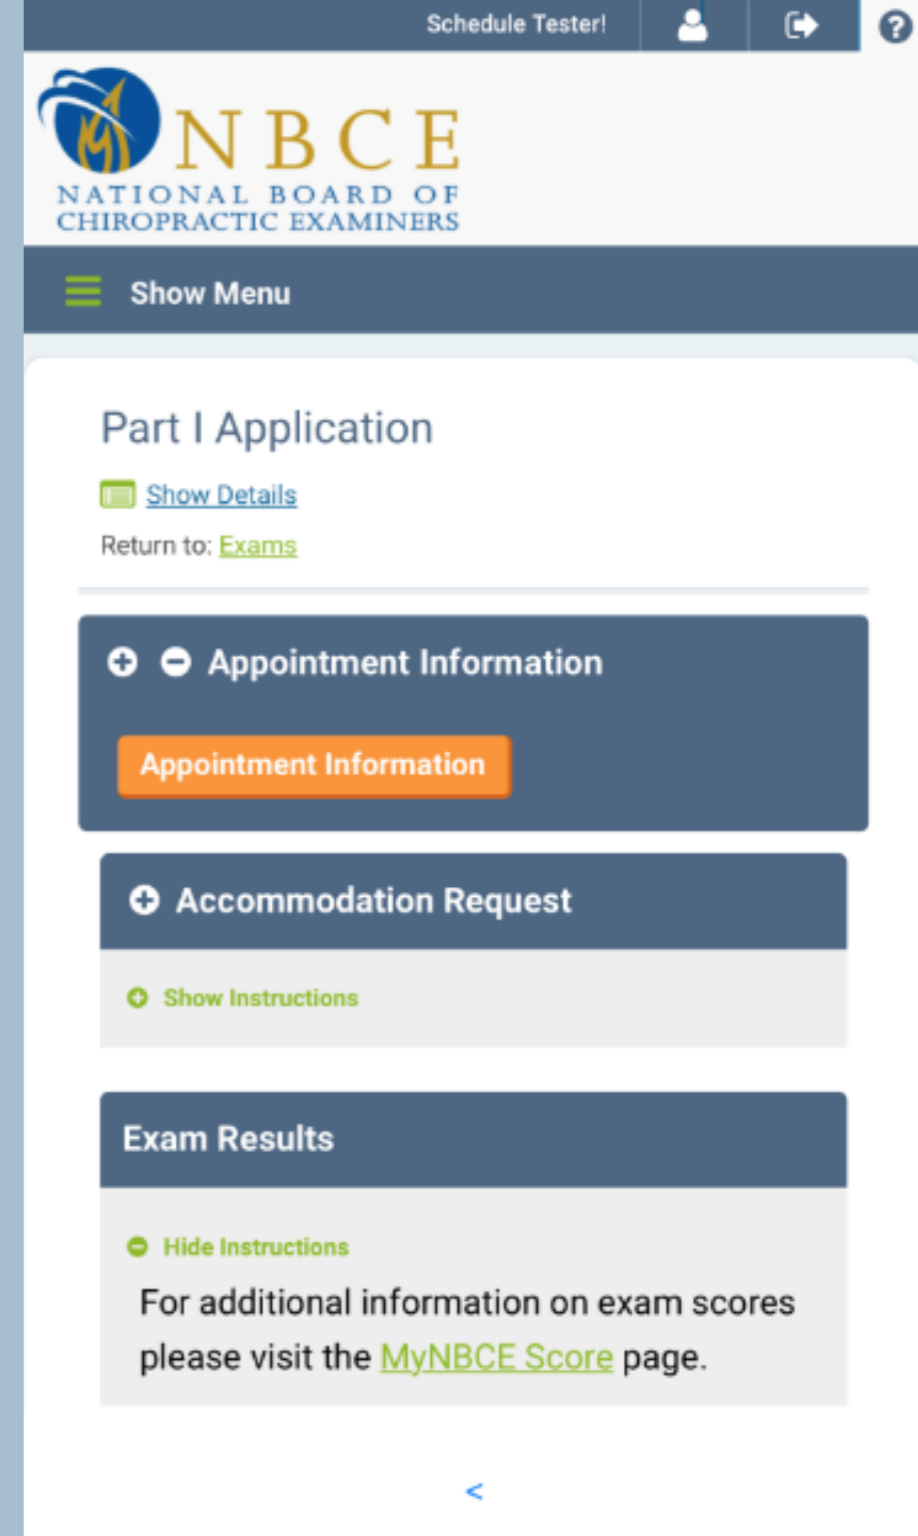 Schedule Tester!
NBCE
NATIONAL BOARD OF
CHIROPRACTIC EXAMINERS
Show Menu
Part I Application
Show Details
Return to: Exams
Appointment Information
Appointment Information
Accommodation Request
Show Instructions
Exam Results
Hide Instructions
For additional information on exam scores
please visit the MyNBCE Score page.
<